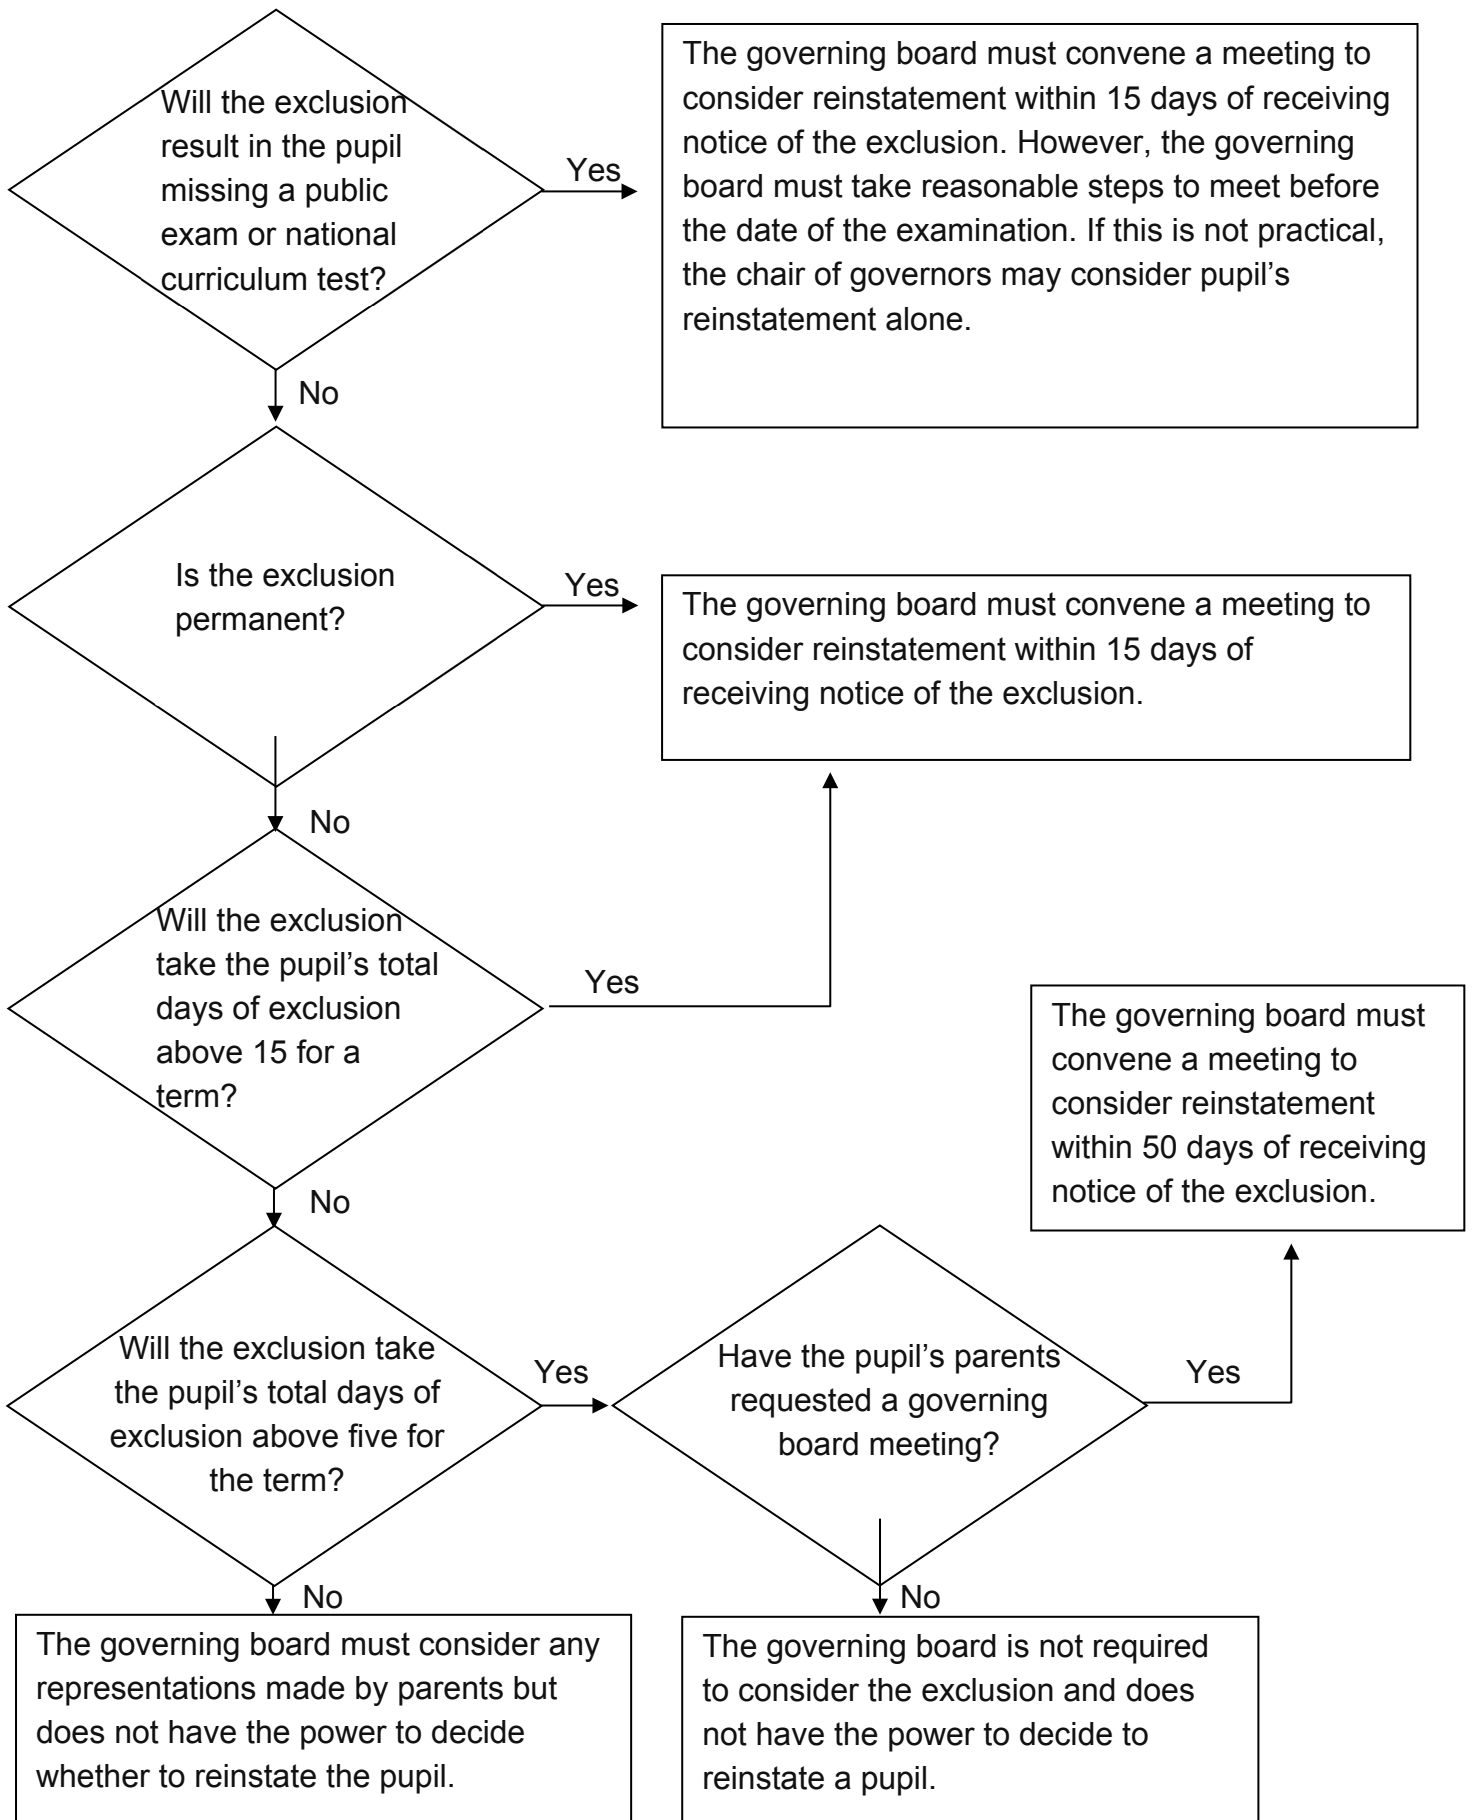 Will the exclusion
result in the pupil
missing a public
exam or national
curriculum test?
Yes
The governing board must convene a meeting to
consider reinstatement within 15 days of receiving
notice of the exclusion. However, the governing
board must take reasonable steps to meet before
the date of the examination. If this is not practical,
the chair of governors may consider pupil’s
reinstatement alone.
No
Is the exclusion
permanent?
Yes
The governing board must convene a meeting to
consider reinstatement within 15 days of
receiving notice of the exclusion.
No
Will the exclusion
take the pupil’s total
days of exclusion
above 15 for a
term?
Yes
No
Will the exclusion take
the pupil’s total days of
exclusion above five for
the term?
Yes
Have the pupil’s parents
requested a governing
board meeting?
Yes
The governing board must
convene a meeting to
consider reinstatement
within 50 days of receiving
notice of the exclusion.
No
The governing board must consider any
representations made by parents but
does not have the power to decide
whether to reinstate the pupil.
No
The governing board is not required
to consider the exclusion and does
not have the power to decide to
reinstate a pupil.